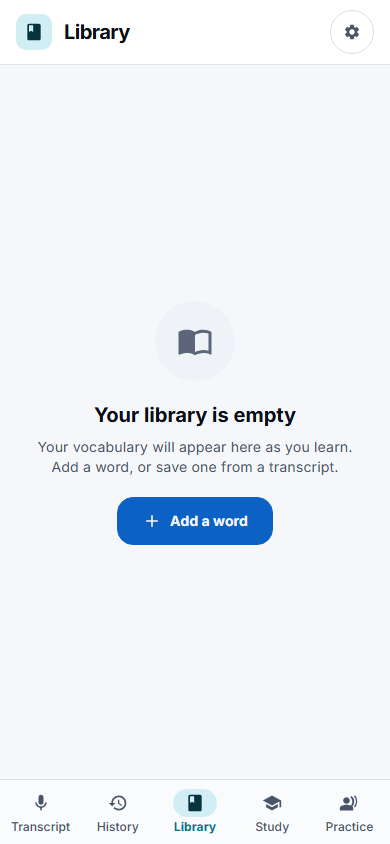 Library
Your library is empty
Your vocabulary will appear here as you learn.
Add a word, or save one from a transcript.
Add a word
Transcript
History
Library
Study
Practice